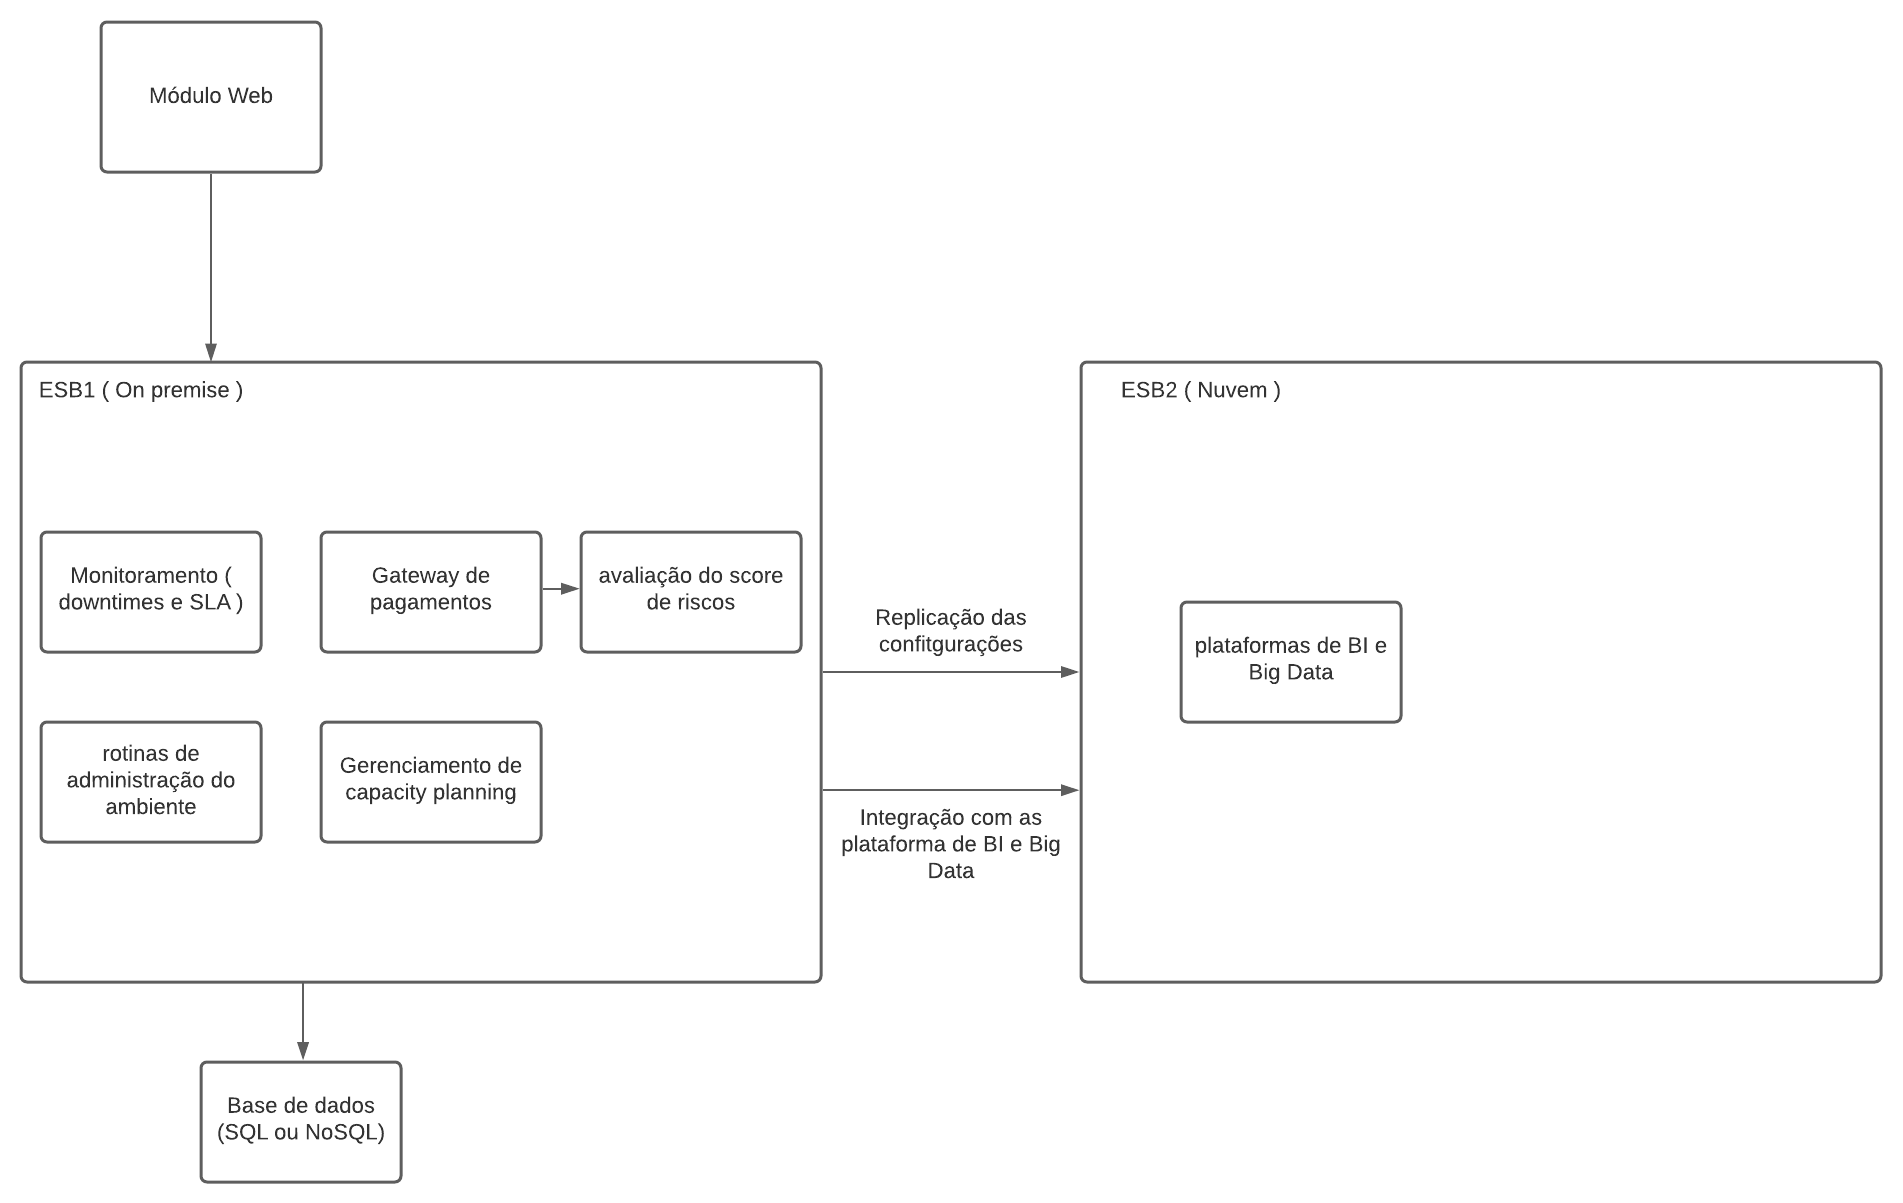 Módulo Web
ESB1 ( On premise )
ESB2 ( Nuvem )
Monitoramento (
downtimes e SLA )
Gateway de
pagamentos
avaliação do score
de riscos
Replicação das
confitgurações
plataformas de BI e
Big Data
rotinas de
administração do
ambiente
Gerenciamento de
capacity planning
Integração com as
plataforma de BI e Big
Data
Base de dados
(SQL ou NoSQL)